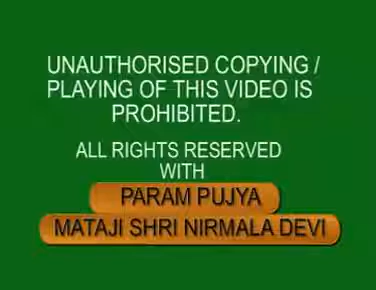 UNAUTHORISED COPYING /
PLAYING OF THIS VIDEO IS
PROHIBITED.
ALL RIGHTS RESERVED
WITH
PARAM PUJYA
MATAJI SHRI NIRMALA DEVI